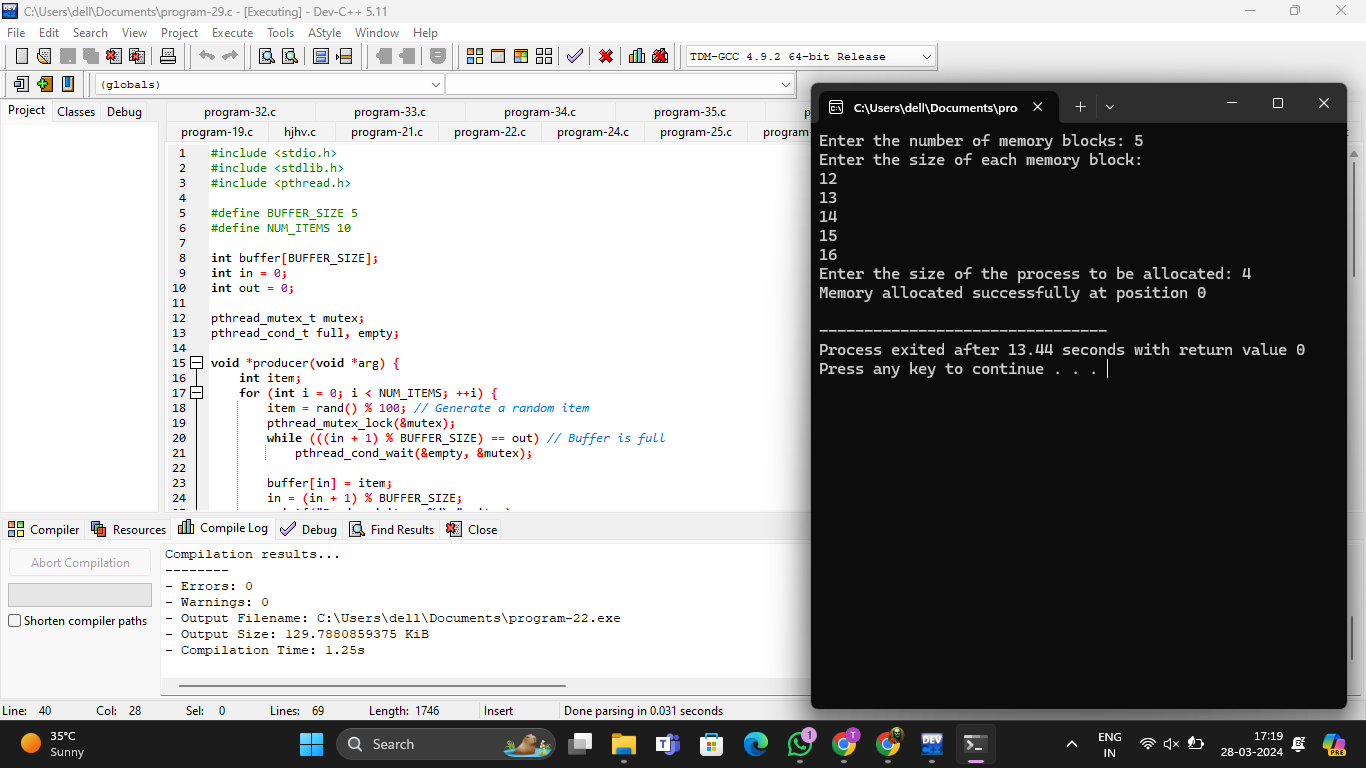 C:\Users\dell\Documents\program-29.c - [Executing] - Dev-C++ 5.11
File Edit Search View Project Execute Tools AStyle Window Help
TDM-GCC 4.9.2 64-bit Release
(globals)
Project Classes Debug
program-32.c program-33.c program-34.c program-35.c
program-19.c hjhv.c program-21.c program-22.c program-24.c program-25.c
1 #include <stdio.h>
2 #include <stdlib.h>
3 #include <pthread.h>
4
5 #define BUFFER_SIZE 5
6 #define NUM_ITEMS 10
7
8 int buffer[BUFFER_SIZE];
9 int in = 0;
10 int out = 0;
11
12 pthread_mutex_t mutex;
13 pthread_cond_t full, empty;
14
15 void *producer(void *arg) {
16 int item;
17 for (int i = 0; i < NUM_ITEMS; ++i) {
18 item = rand() % 100; // Generate a random item
19 pthread_mutex_lock(&mutex);
20 while (((in + 1) % BUFFER_SIZE) == out) // Buffer is full
21 pthread_cond_wait(&empty, &mutex);
22
23 buffer[in] = item;
24 in = (in + 1) % BUFFER_SIZE;
C:\Users\dell\Documents\pro
Enter the number of memory blocks: 5
Enter the size of each memory block:
12
13
14
15
16
Enter the size of the process to be allocated: 4
Memory allocated successfully at position 0
--------------------------------
Process exited after 13.44 seconds with return value 0
Press any key to continue . . .
Compiler Resources Compile Log Debug Find Results Close
Abort Compilation
Shorten compiler paths
Compilation results...
--------
- Errors: 0
- Warnings: 0
- Output Filename: C:\Users\dell\Documents\program-22.exe
- Output Size: 129.7880859375 KiB
- Compilation Time: 1.25s
Line: 40 Col: 28 Sel: 0 Lines: 69 Length: 1746 Insert Done parsing in 0.031 seconds
35°C
Sunny
Search
1
T
DEV
PRE
ENG
IN
17:19
28-03-2024